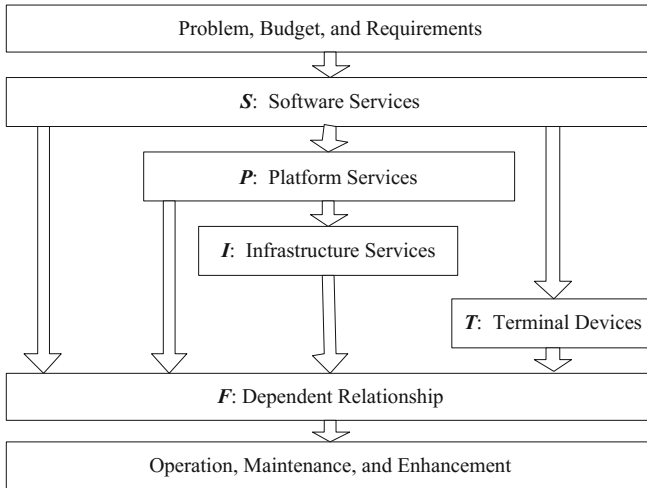 Problem, Budget, and Requirements
S: Software Services
P: Platform Services
I: Infrastructure Services
T: Terminal Devices
F: Dependent Relationship
Operation, Maintenance, and Enhancement